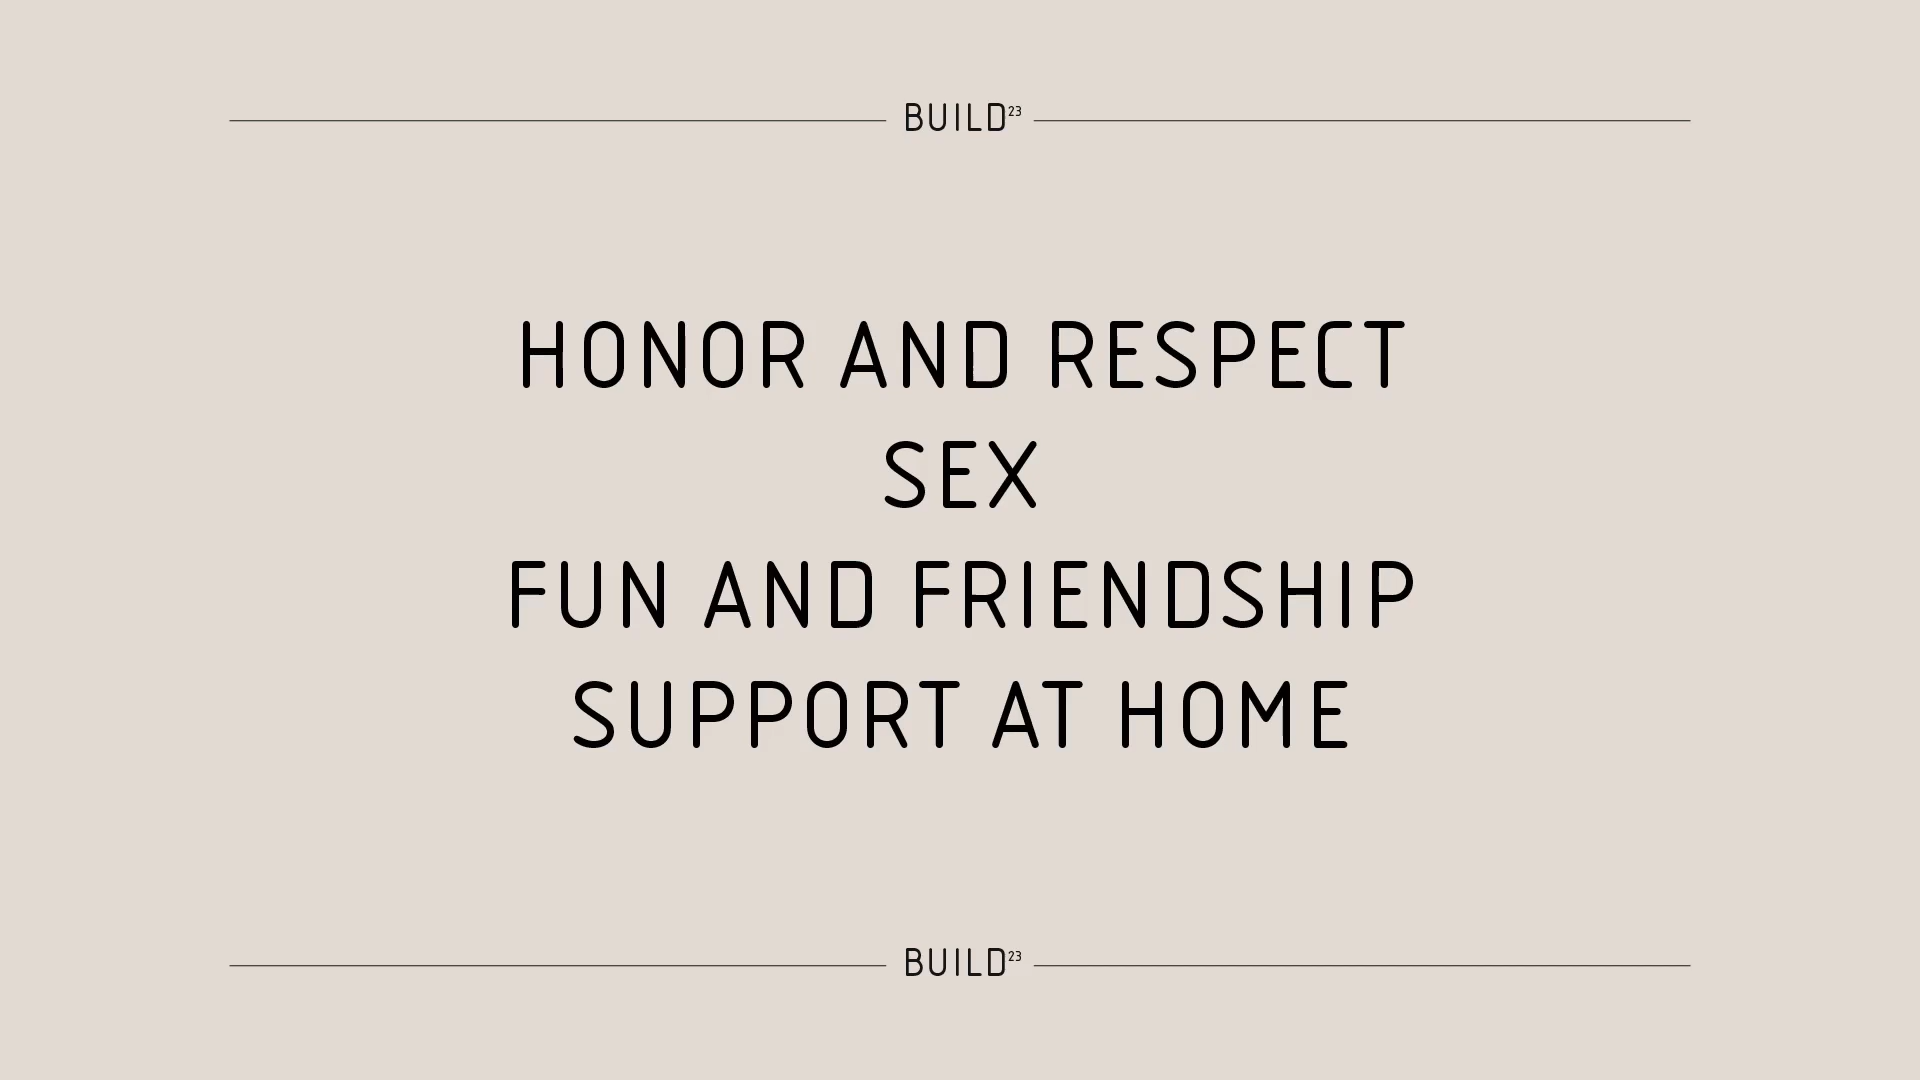 BUILD23
HONOR AND RESPECT
SEX
FUN AND FRIENDSHIP
SUPPORT AT HOME
BUILD23